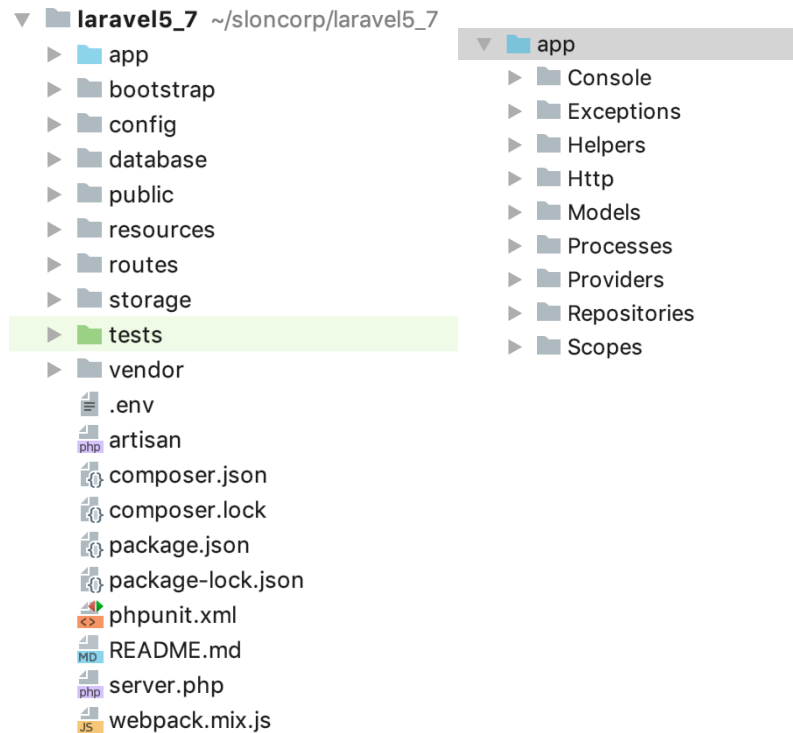 laravel5_7 ~/sloncorp/laravel5_7
app
bootstrap
config
database
public
resources
routes
storage
tests
vendor
.env
artisan
composer.json
composer.lock
package.json
package-lock.json
phpunit.xml
README.md
server.php
webpack.mix.js
app
Console
Exceptions
Helpers
Http
Models
Processes
Providers
Repositories
Scopes
php
<>
MD
php
JS